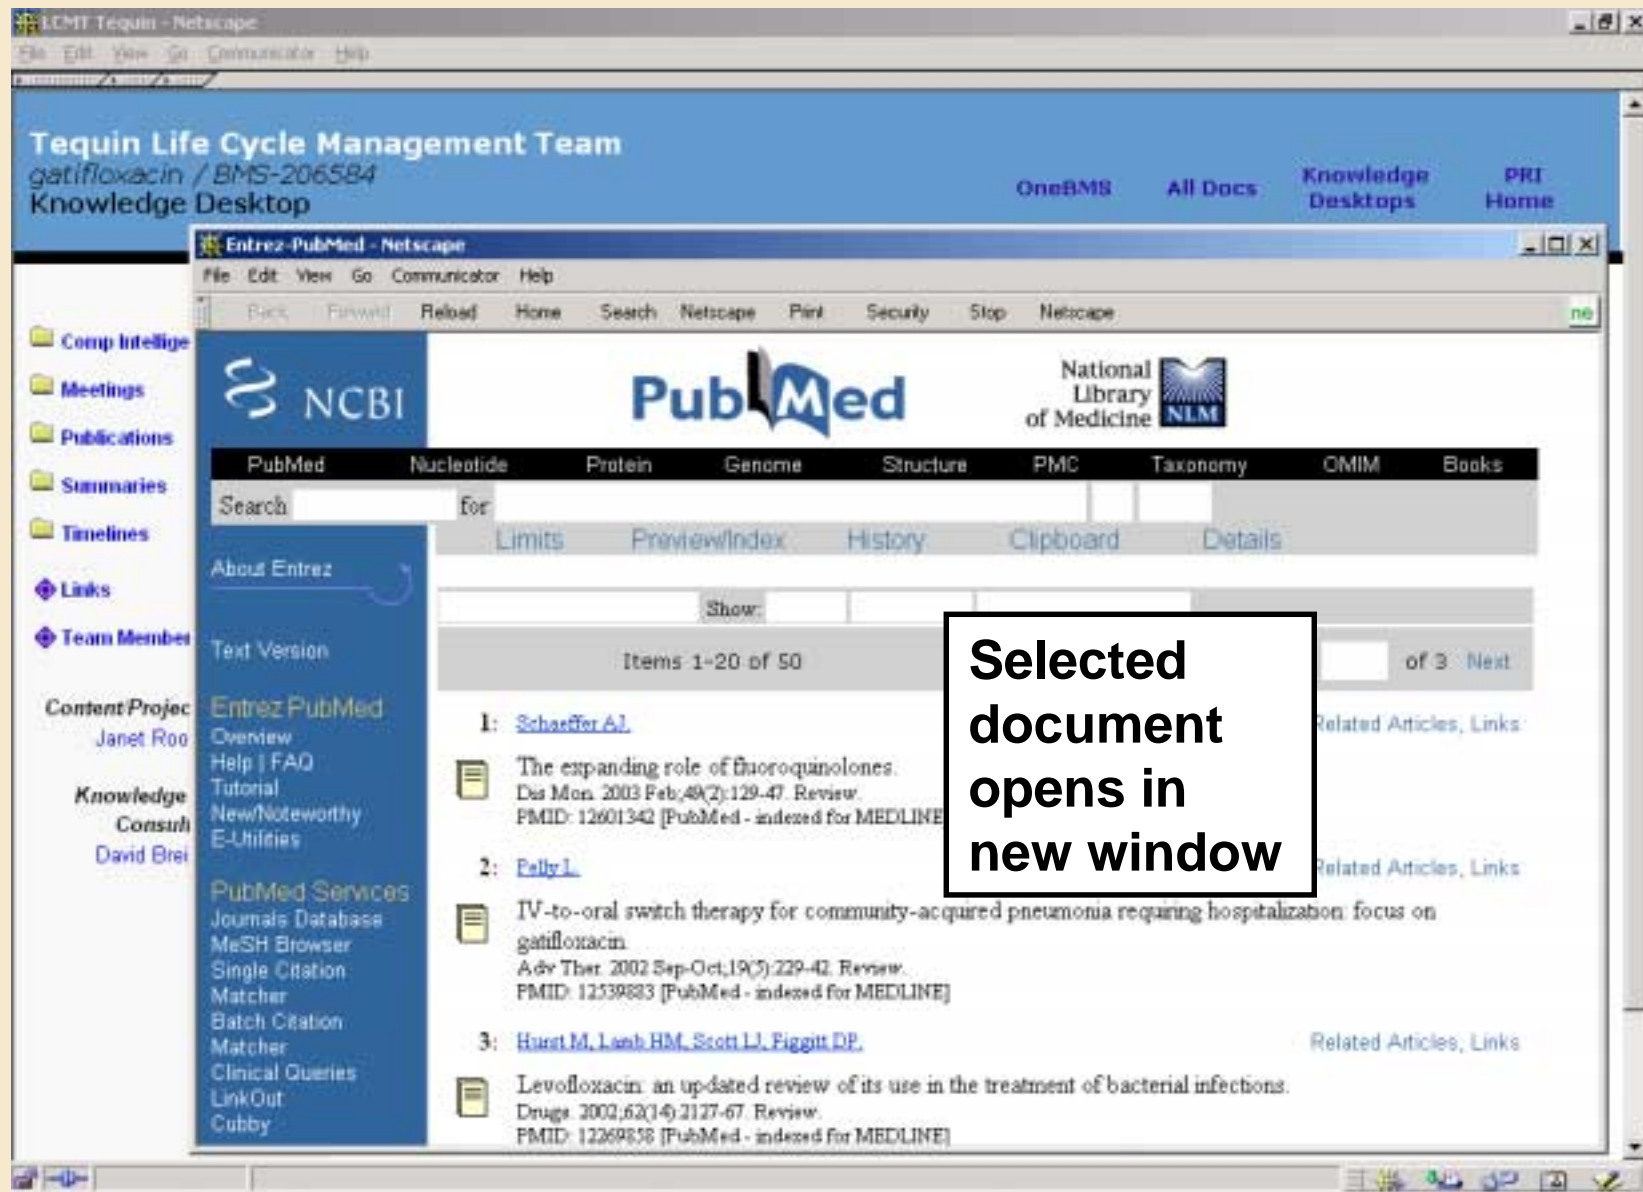 LCMT Tequin - Netscape
File Edit View Go Communicator Help
Tequin Life Cycle Management Team
gatifloxacin / BMS-206584
Knowledge Desktop
OneBMS All Docs Knowledge Desktops PRI Home
Entrez-PubMed - Netscape
File Edit View Go Communicator Help
Back Forward Reload Home Search Netscape Print Security Stop Netscape
Comp Intellige
Meetings
Publications
Summaries
Timelines
Links
Team Member
Content Projec
Janet Roo
Knowledge
Consult
David Brei
NCBI
PubMed
National
Library
of Medicine NLM
PubMed Nucleotide Protein Genome Structure PMC Taxonomy OMIM Books
Search for
Limits Preview/Index History Clipboard Details
About Entrez
Text Version
Entrez PubMed
Overview
Help | FAQ
Tutorial
New/Noteworthy
E-Utilities
PubMed Services
Journals Database
MeSH Browser
Single Citation
Matcher
Batch Citation
Matcher
Clinical Queries
LinkOut
Cubby
Show:
Items 1-20 of 50
of 3 Next
1: Schaeffer AJ. Related Articles, Links
The expanding role of fluoroquinolones.
Dis Mon. 2003 Feb;49(2):129-47. Review.
PMID: 12601342 [PubMed - indexed for MEDLINE]
2: Pelly L. Related Articles, Links
IV-to-oral switch therapy for community-acquired pneumonia requiring hospitalization: focus on
gatifloxacin.
Adv Ther. 2002 Sep-Oct;19(5):229-42. Review.
PMID: 12539883 [PubMed - indexed for MEDLINE]
3: Hurst M, Lamb HM, Scott LJ, Figgitt DP. Related Articles, Links
Levofloxacin: an updated review of its use in the treatment of bacterial infections.
Drugs. 2002;62(14):2127-67. Review.
PMID: 12269858 [PubMed - indexed for MEDLINE]
Selected
document
opens in
new window